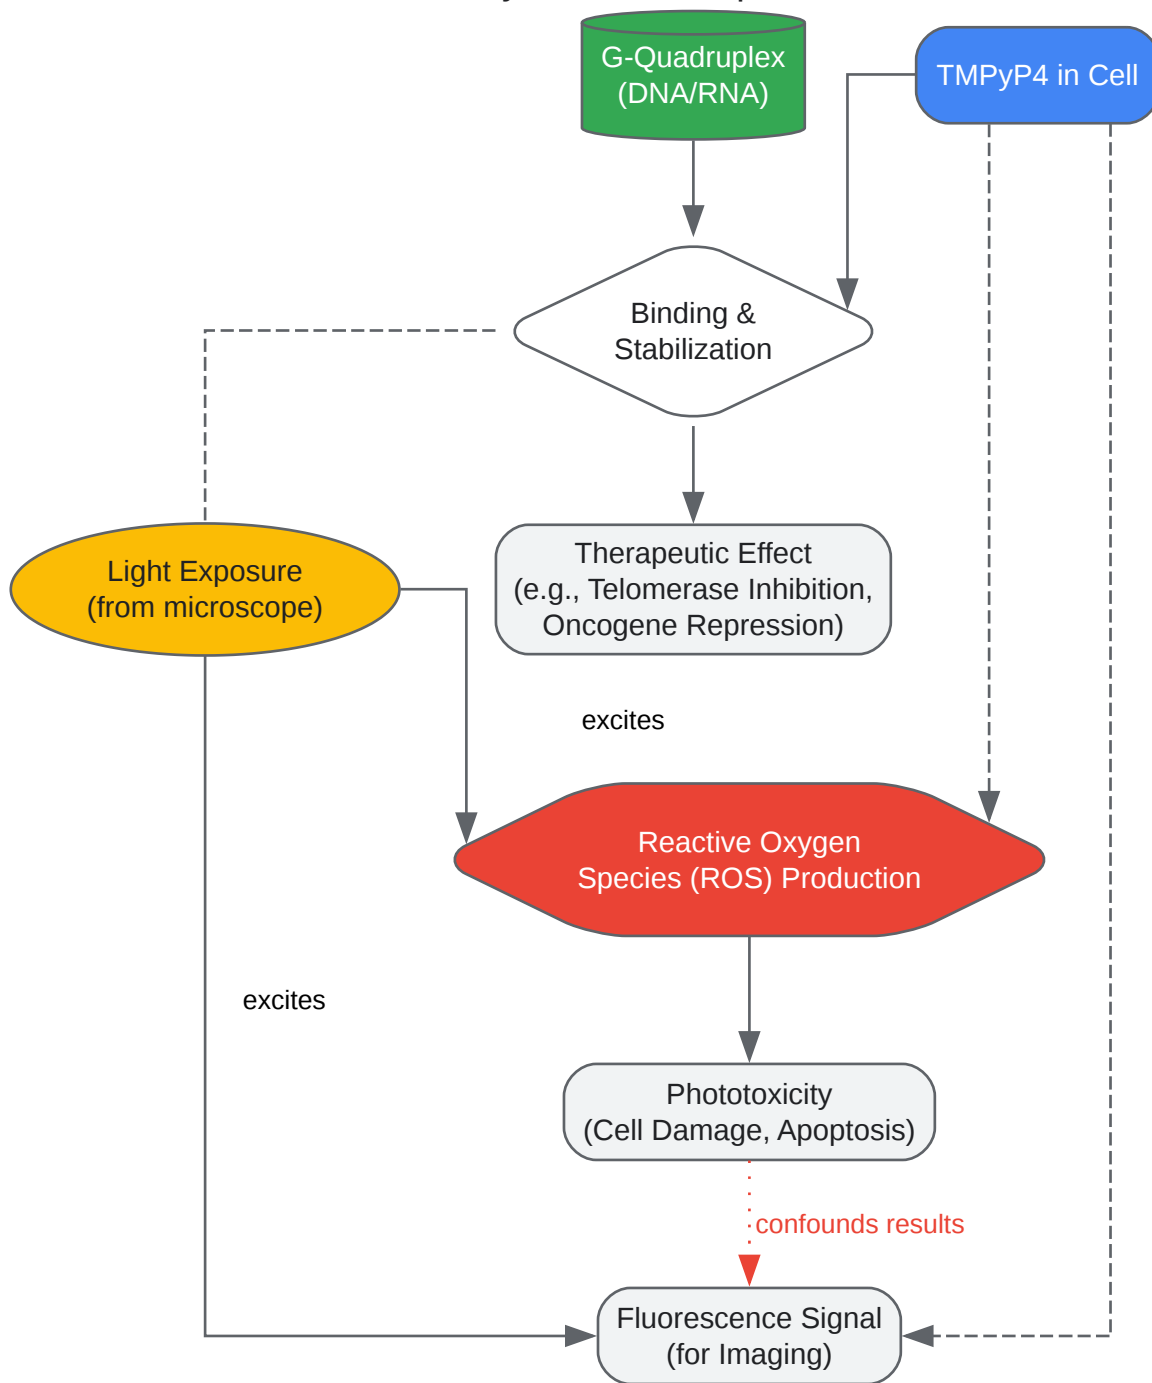 G-Quadruplex
(DNA/RNA)
TMPyP4 in Cell
Binding &
Stabilization
Light Exposure
(from microscope)
Therapeutic Effect
(e.g., Telomerase Inhibition,
Oncogene Repression)
excites
Reactive Oxygen
Species (ROS) Production
excites
Phototoxicity
(Cell Damage, Apoptosis)
confounds results
Fluorescence Signal
(for Imaging)